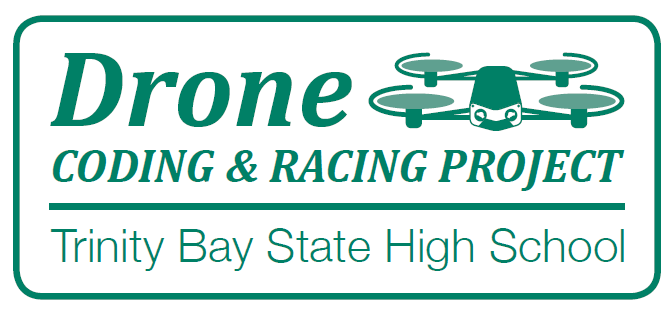 Drone
CODING & RACING PROJECT
Trinity Bay State High School